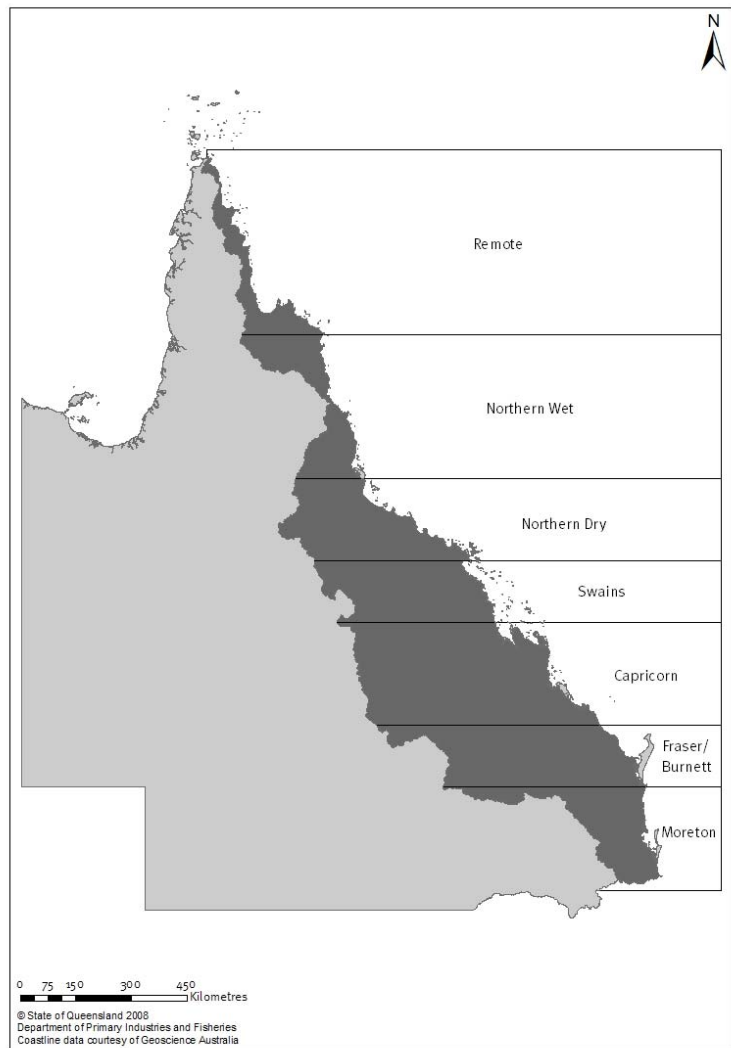 N
Remote
Northern Wet
Northern Dry
Swains
Capricorn
Fraser/
Burnett
Moreton
0 75 150 300 450
Kilometres
© State of Queensland 2008
Department of Primary Industries and Fisheries
Coastline data courtesy of Geoscience Australia